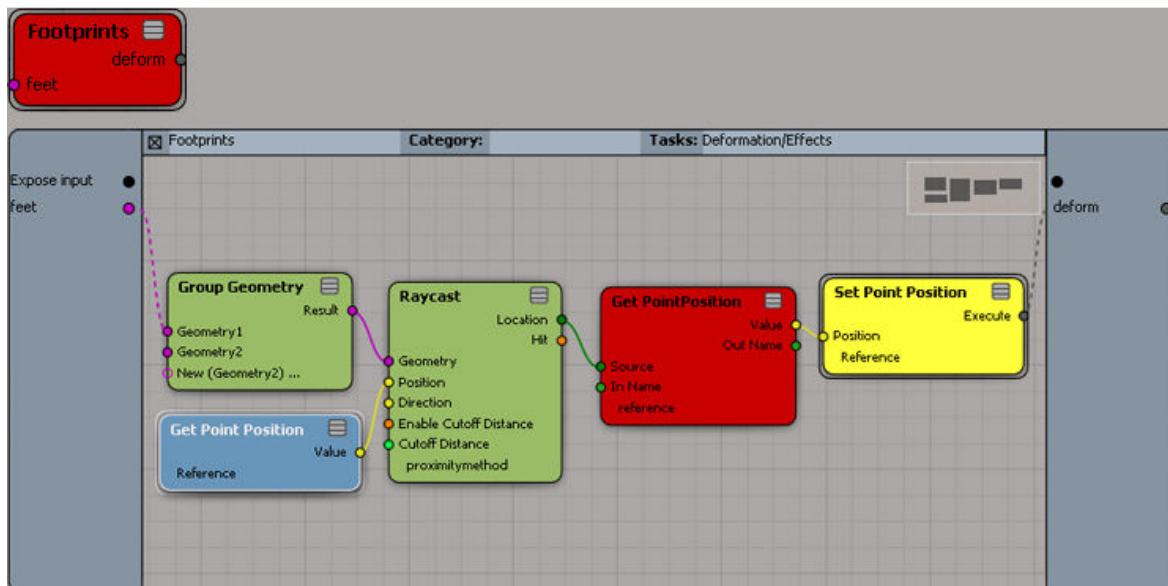 Footprints
deform
feet
Footprints Category: Tasks: Deformation/Effects
Expose input
feet
deform
Group Geometry
Result
Geometry1
Geometry2
New (Geometry2) ...
Get Point Position
Value
Reference
Raycast
Location
Hit
Geometry
Position
Direction
Enable Cutoff Distance
Cutoff Distance
proximitymethod
Get PointPosition
Value
Out Name
Source
In Name
reference
Set Point Position
Execute
Position
Reference